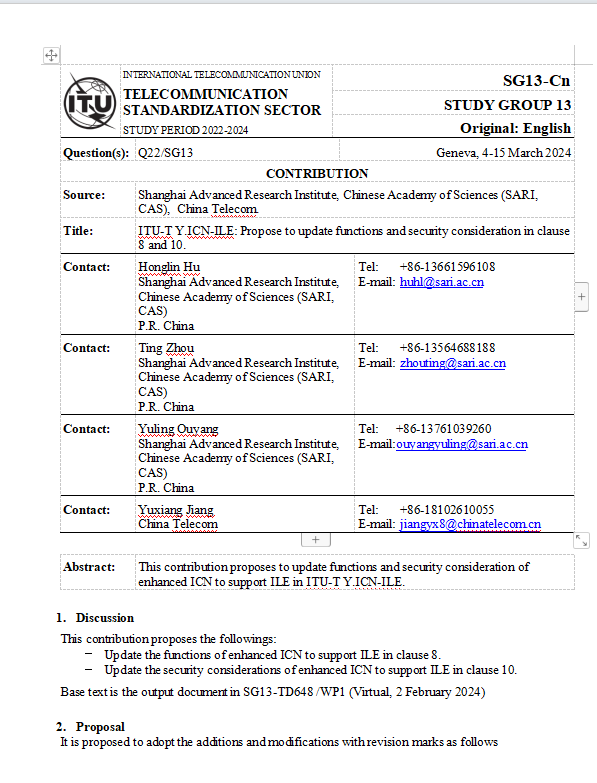 INTERNATIONAL TELECOMMUNICATION UNION
TELECOMMUNICATION
STANDARDIZATION SECTOR
STUDY PERIOD 2022-2024
ITU
SG13-Cn
STUDY GROUP 13
Original: English
Question(s): Q22/SG13 Geneva, 4-15 March 2024
CONTRIBUTION
Source: Shanghai Advanced Research Institute, Chinese Academy of Sciences (SARI,
CAS), China Telecom.
Title: ITU-T Y.ICN-ILE: Propose to update functions and security consideration in clause
8 and 10.
Contact: Honglin Hu
Shanghai Advanced Research Institute,
Chinese Academy of Sciences (SARI,
CAS)
P.R. China
Tel: +86-13661596108
E-mail: huhl@sari.ac.cn
Contact: Ting Zhou
Shanghai Advanced Research Institute,
Chinese Academy of Sciences (SARI,
CAS)
P.R. China
Tel: +86-13564688188
E-mail: zhouting@sari.ac.cn
Contact: Yuling Ouyang
Shanghai Advanced Research Institute,
Chinese Academy of Sciences (SARI,
CAS)
P.R. China
Tel: +86-13761039260
E-mail:ouyangyuling@sari.ac.cn
Contact: Yuxiang Jiang
China Telecom
Tel: +86-18102610055
E-mail: jiangyx8@chinatelecom.cn
Abstract: This contribution proposes to update functions and security consideration of
enhanced ICN to support ILE in ITU-T Y.ICN-ILE.
1. Discussion
This contribution proposes the followings:
– Update the functions of enhanced ICN to support ILE in clause 8.
– Update the security considerations of enhanced ICN to support ILE in clause 10.
Base text is the output document in SG13-TD648 /WP1 (Virtual, 2 February 2024)
2. Proposal
It is proposed to adopt the additions and modifications with revision marks as follows